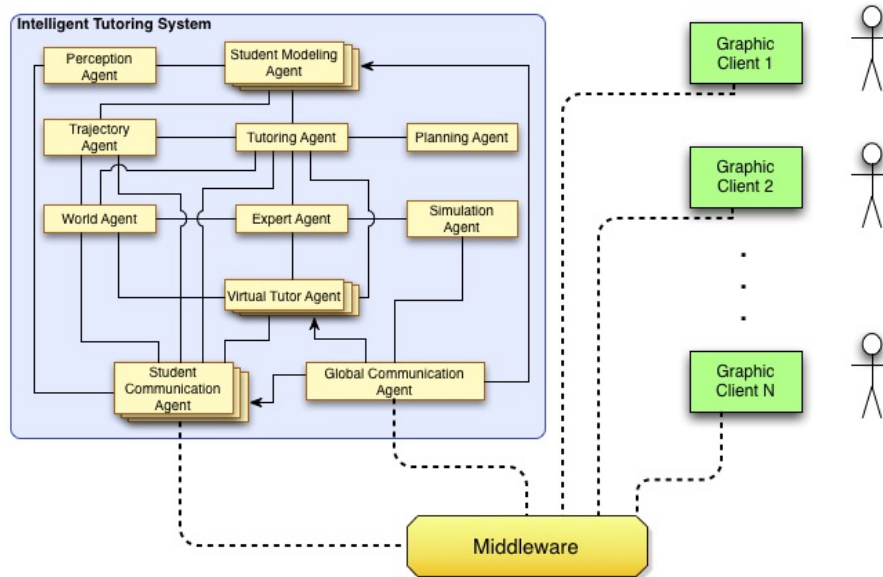 Intelligent Tutoring System
Perception
Agent
Student Modeling
Agent
Trajectory
Agent
Tutoring Agent
Planning Agent
World Agent
Expert Agent
Simulation
Agent
Virtual Tutor Agent
Student
Communication
Agent
Global Communication
Agent
Graphic
Client 1
Graphic
Client 2
.
.
.
Graphic
Client N
Middleware